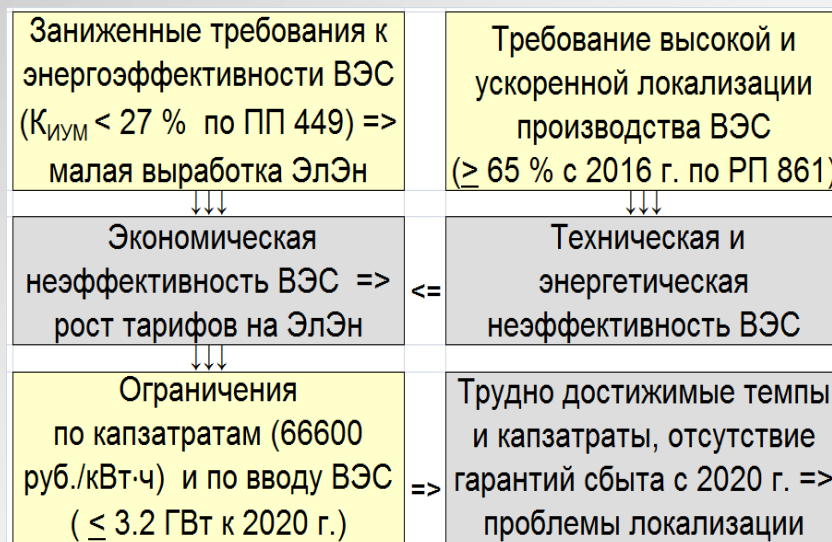 Заниженные требования к
энергоэффективности ВЭС
(КИУМ < 27 % по ПП 449) =>
малая выработка ЭлЭн
Требование высокой и
ускоренной локализации
производства ВЭС
(≥ 65 % с 2016 г. по РП 861)
↓↓↓
↓↓↓
Экономическая
неэффективность ВЭС =>
рост тарифов на ЭлЭн
<=
Техническая и
энергетическая
неэффективность ВЭС
↓↓↓
Ограничения
по капзатратам (66600
руб./кВт·ч) и по вводу ВЭС
( ≤ 3.2 ГВт к 2020 г.)
=>
Трудно достижимые темпы
и капзатраты, отсутствие
гарантий сбыта с 2020 г. =>
проблемы локализации